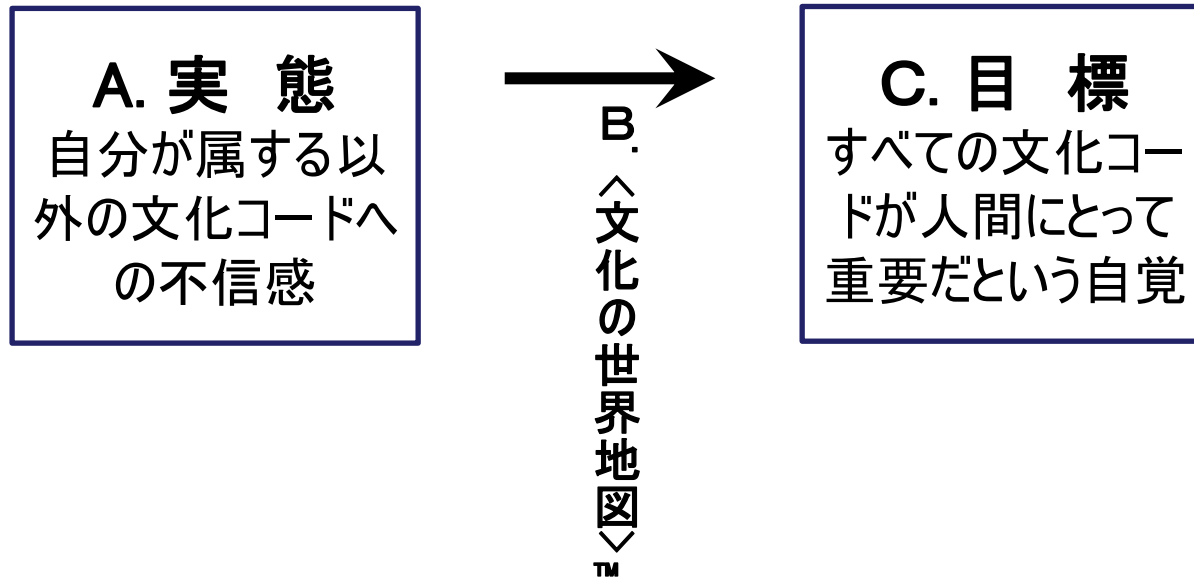 A. 実　態
自分が属する以
外の文化コードへ
の不信感
B.〈文化の世界地図〉™
C. 目　標
すべての文化コー
ドが人間にとって
重要だという自覚